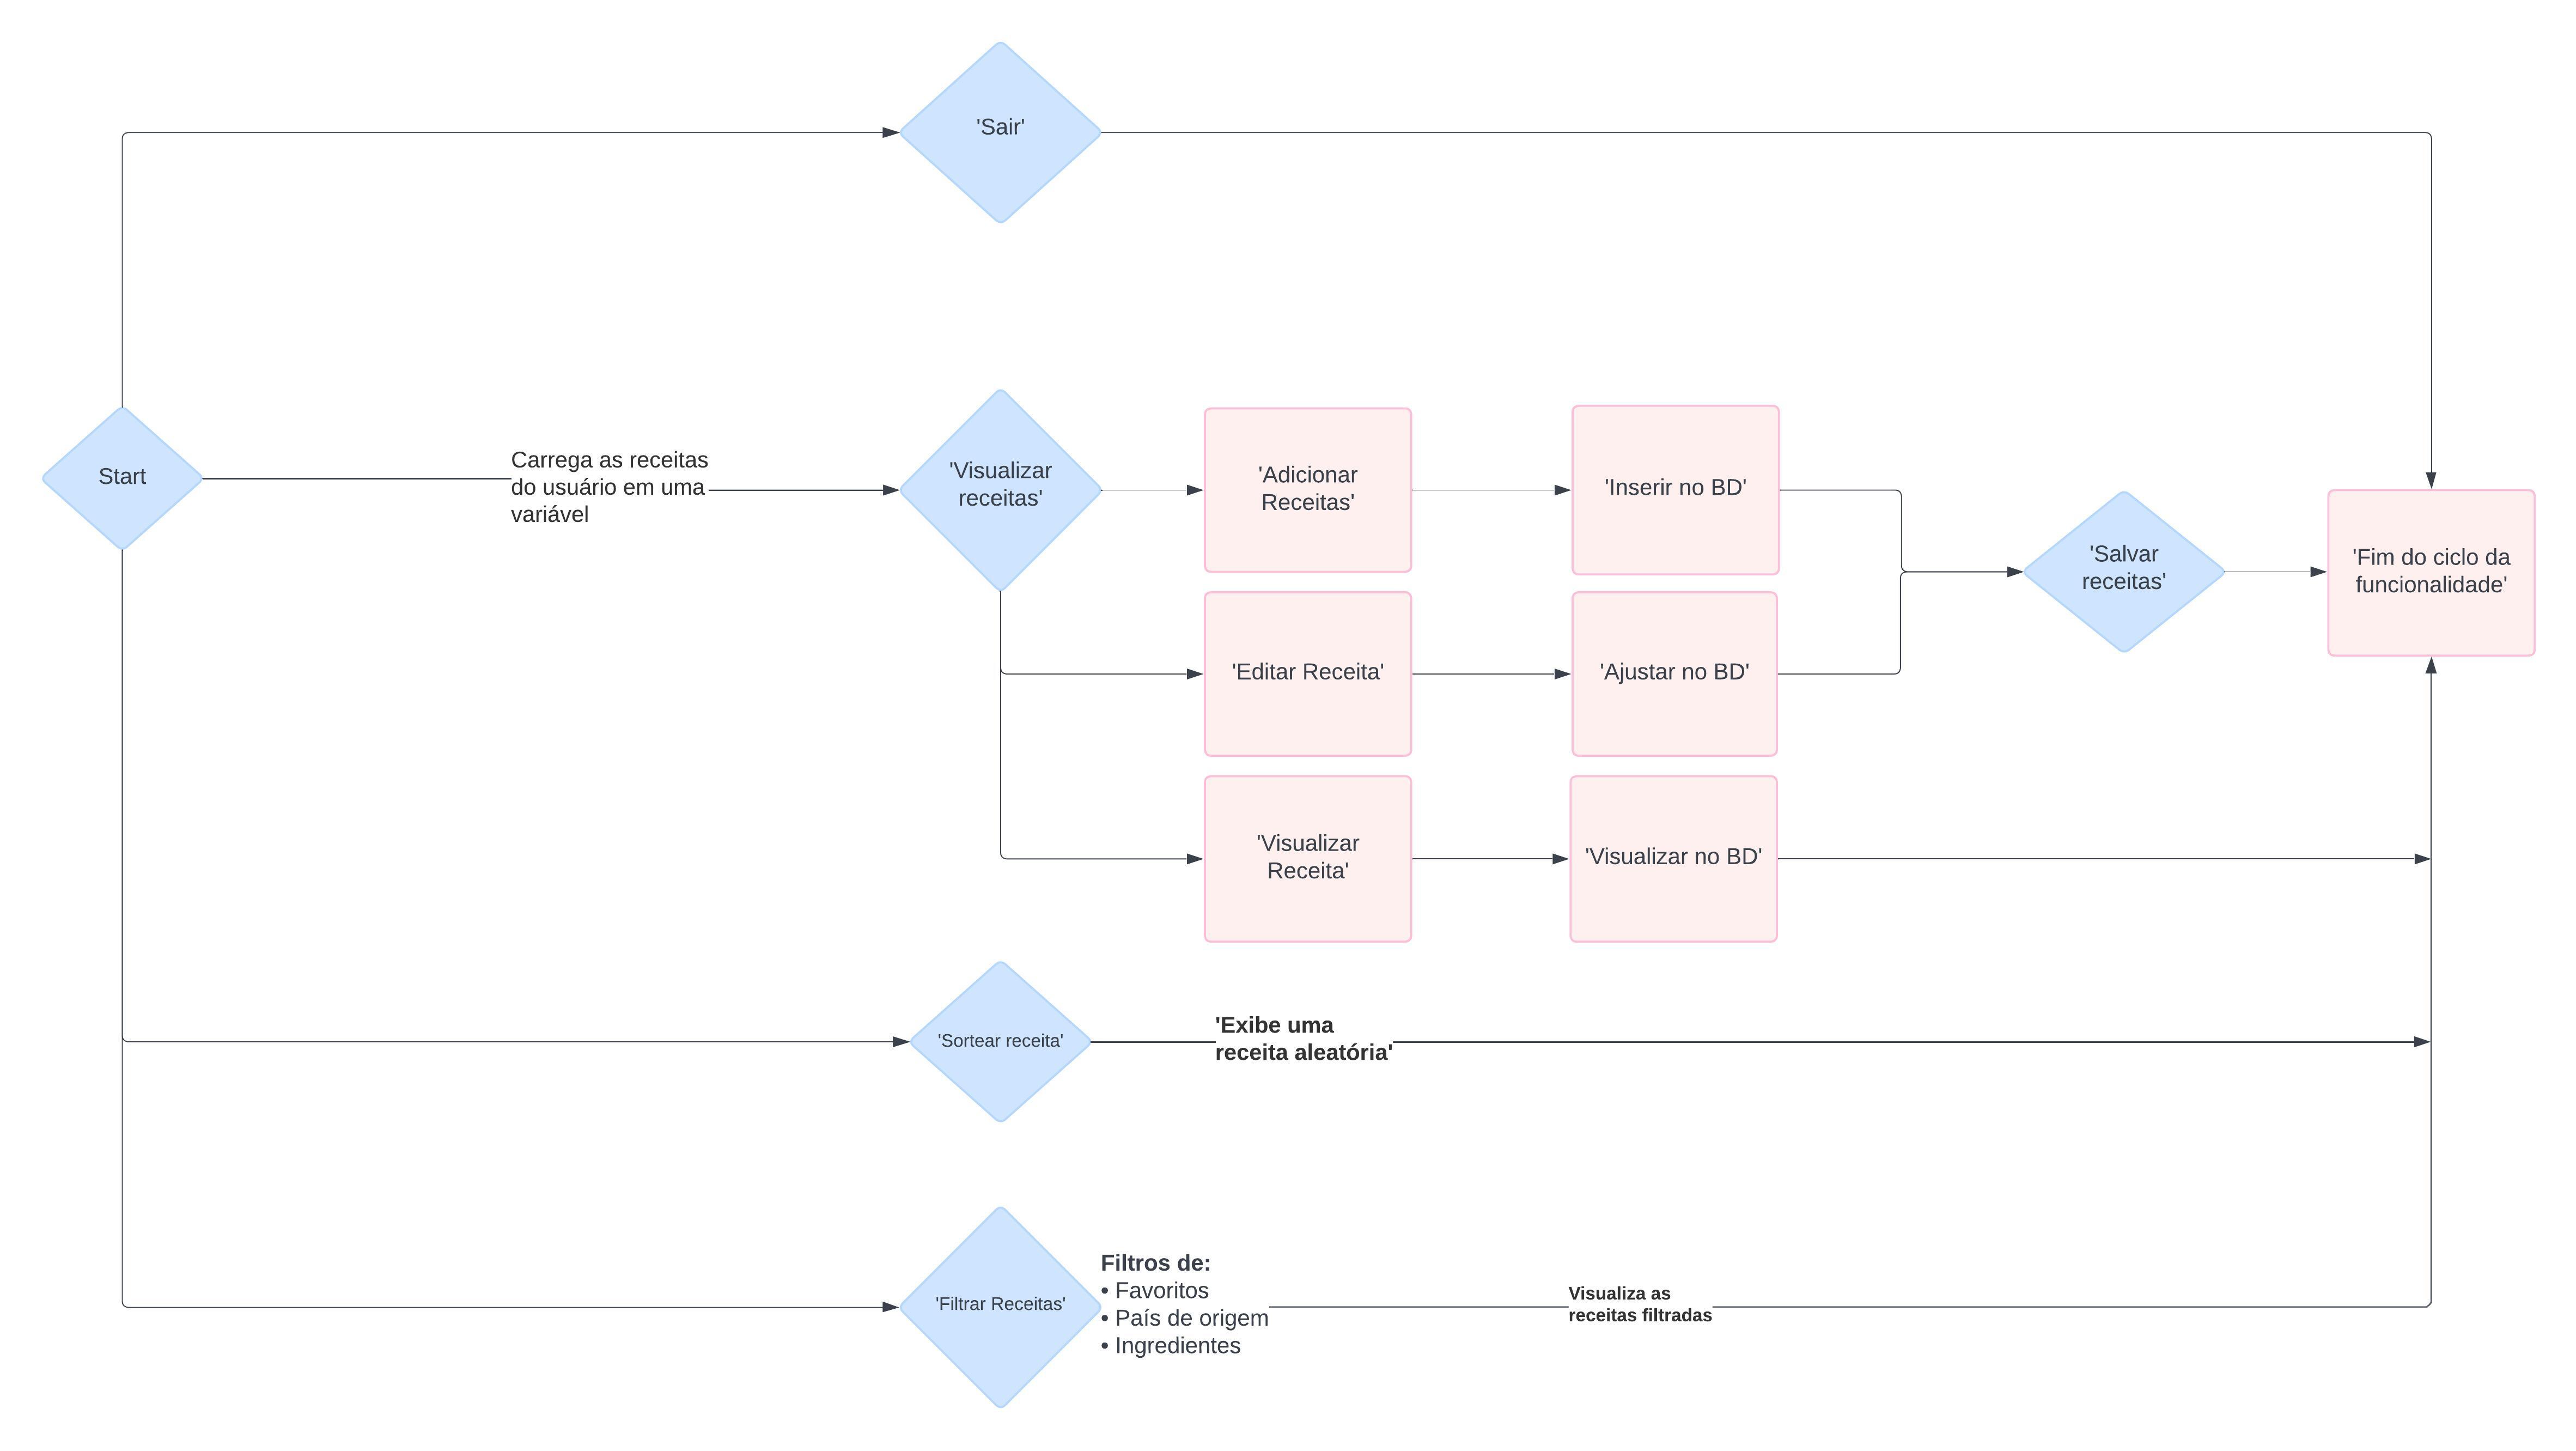 'Sair'
Start
Carrega as receitas
do usuário em uma
variável
'Visualizar
receitas'
'Adicionar
Receitas'
'Inserir no BD'
'Salvar
receitas'
'Fim do ciclo da
funcionalidade'
'Editar Receita'
'Ajustar no BD'
'Visualizar
Receita'
'Visualizar no BD'
'Sortear receita'
'Exibe uma
receita aleatória'
'Filtrar Receitas'
Filtros de:
• Favoritos
• País de origem
• Ingredientes
Visualiza as
receitas filtradas